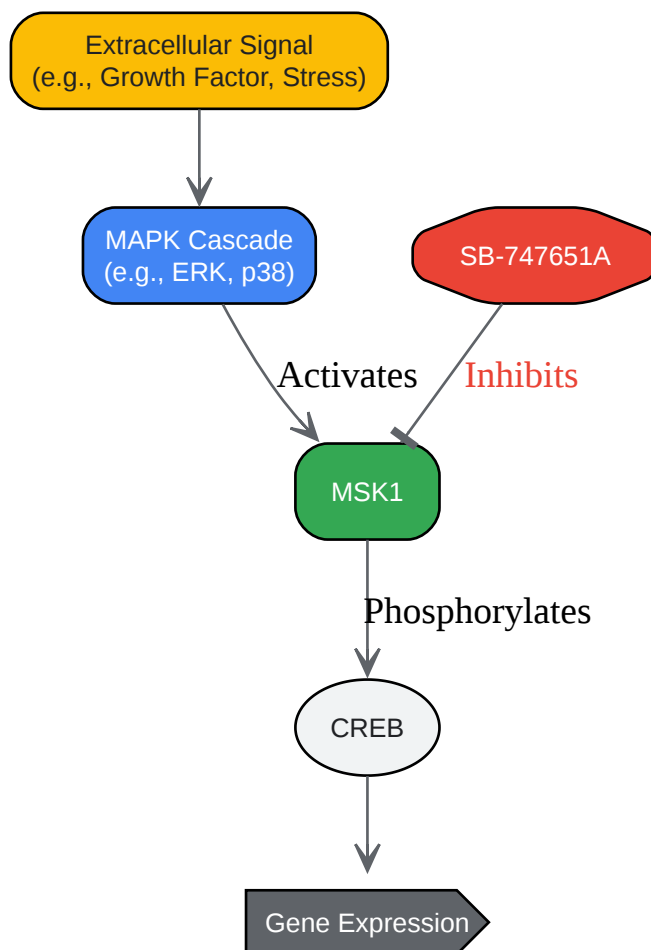 Extracellular Signal
(e.g., Growth Factor, Stress)
MAPK Cascade
(e.g., ERK, p38)
SB-747651A
Activates
Inhibits
MSK1
Phosphorylates
CREB
Gene Expression